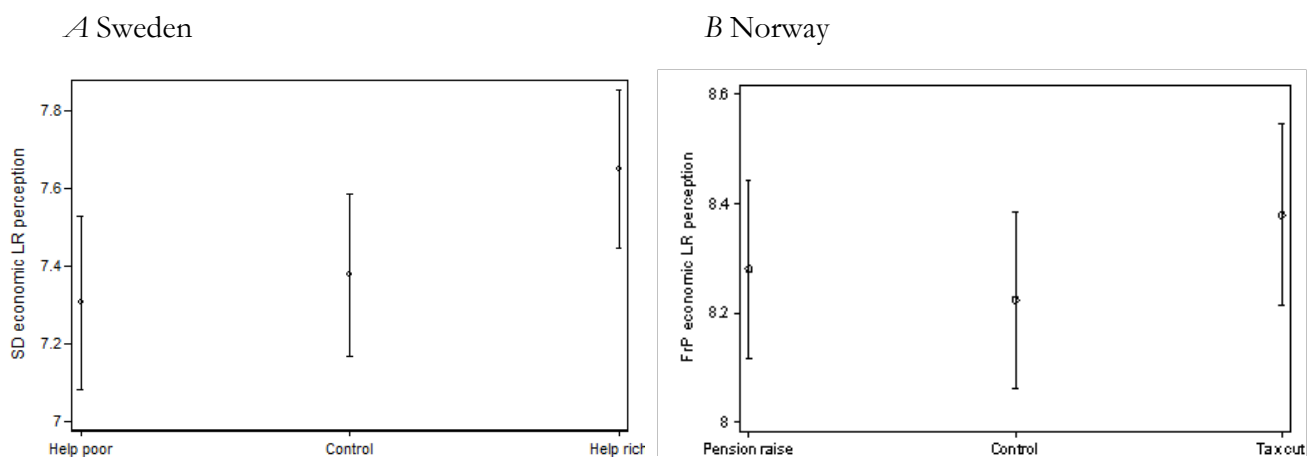 A Sweden
B Norway
SD economic LR perception
7.8
7.6
7.4
7.2
7
Help poor
Control
Help rich
FrP economic LR perception
8.6
8.4
8.2
8
Pension raise
Control
Tax cut